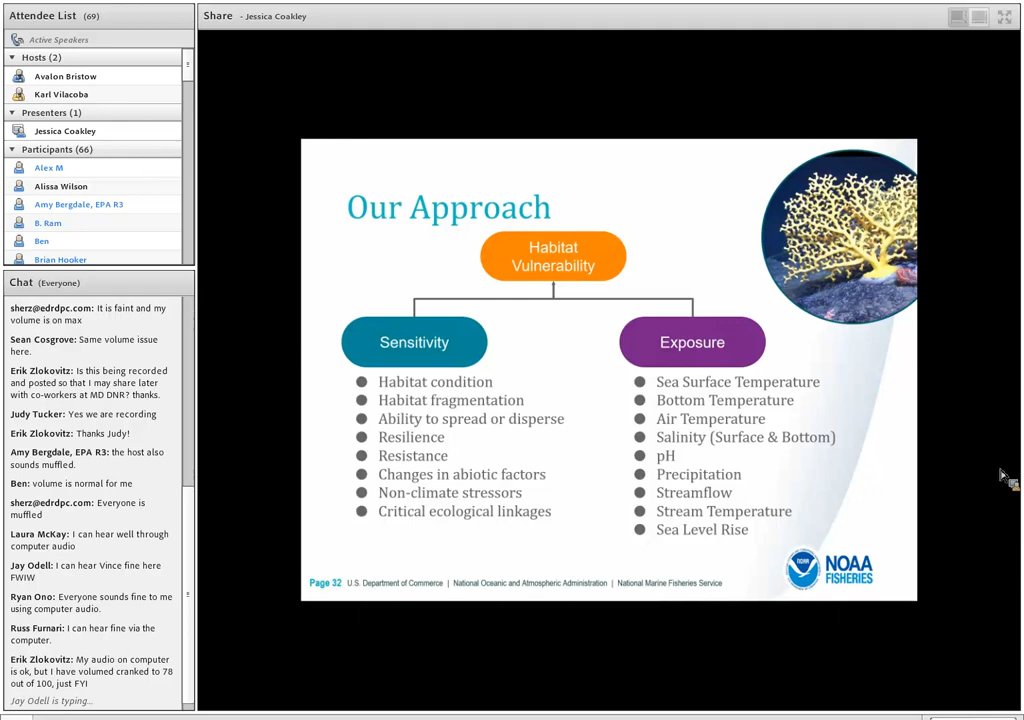 Attendee List (69)
Active Speakers
Hosts (2)
Avalon Bristow
Karl Vilacoba
Presenters (1)
Jessica Coakley
Participants (66)
Alex M
Alissa Wilson
Amy Bergdale, EPA R3
B. Ram
Ben
Brian Hooker
Chat (Everyone)
sherz@edrdpc.com: It is faint and my
volume is on max
Sean Cosgrove: Same volume issue
here.
Erik Zlokovitz: Is this being recorded
and posted so that I may share later
with co-workers at MD DNR? thanks.
Judy Tucker: Yes we are recording
Erik Zlokovitz: Thanks Judy!
Amy Bergdale, EPA R3: the host also
sounds muffled.
Ben: volume is normal for me
sherz@edrdpc.com: Everyone is
muffled
Laura McKay: I can hear well through
computer audio
Jay Odell: I can hear Vince fine here
FWIW
Ryan Ono: Everyone sounds fine to me
using computer audio.
Russ Furnari: I can hear fine via the
computer.
Erik Zlokovitz: My audio on computer
is ok, but I have volumed cranked to 78
out of 100, just FYI
Jay Odell is typing...
Share - Jessica Coakley
Our Approach
Habitat
Vulnerability
Sensitivity
Habitat condition
Habitat fragmentation
Ability to spread or disperse
Resilience
Resistance
Changes in abiotic factors
Non-climate stressors
Critical ecological linkages
Exposure
Sea Surface Temperature
Bottom Temperature
Air Temperature
Salinity (Surface & Bottom)
pH
Precipitation
Streamflow
Stream Temperature
Sea Level Rise
Page 32 U.S. Department of Commerce | National Oceanic and Atmospheric Administration | National Marine Fisheries Service
NOAA
NOAA
FISHERIES